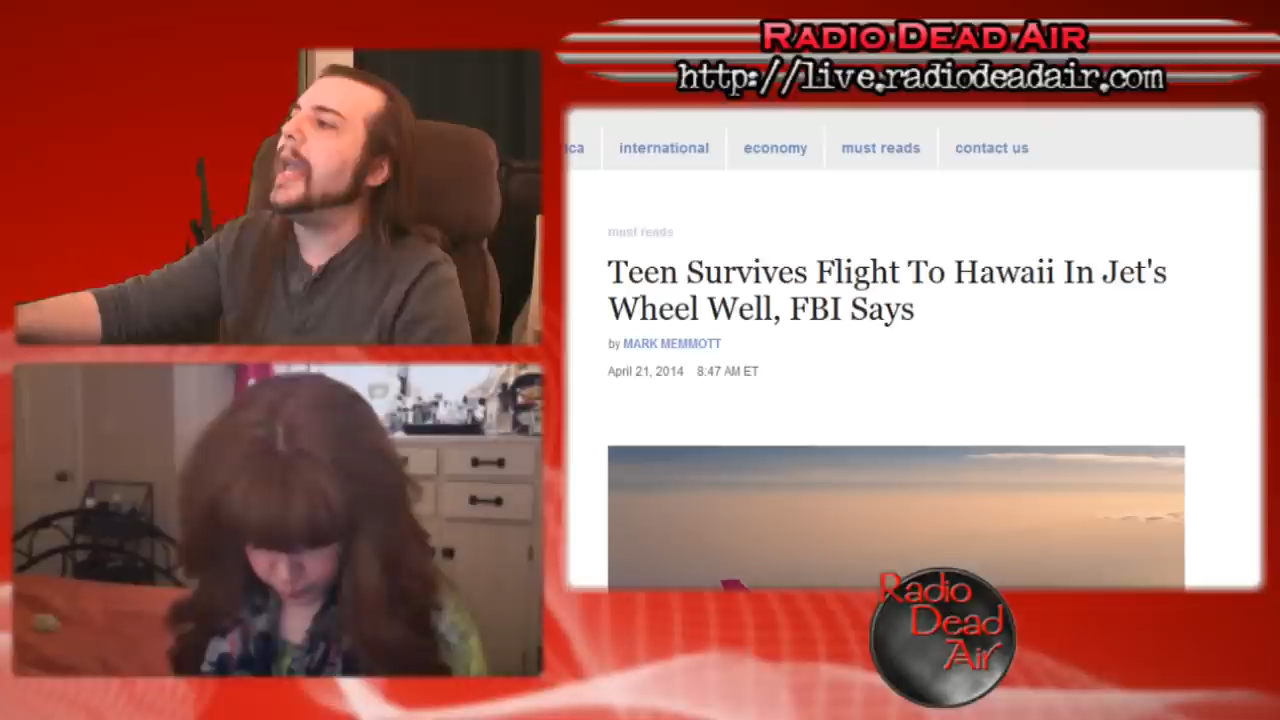 Radio Dead Air
http://live.radiodeadair.com
ica international economy must reads contact us
must reads
Teen Survives Flight To Hawaii In Jet's
Wheel Well, FBI Says
by MARK MEMMOTT
April 21, 2014 8:47 AM ET
Radio
Dead
Air